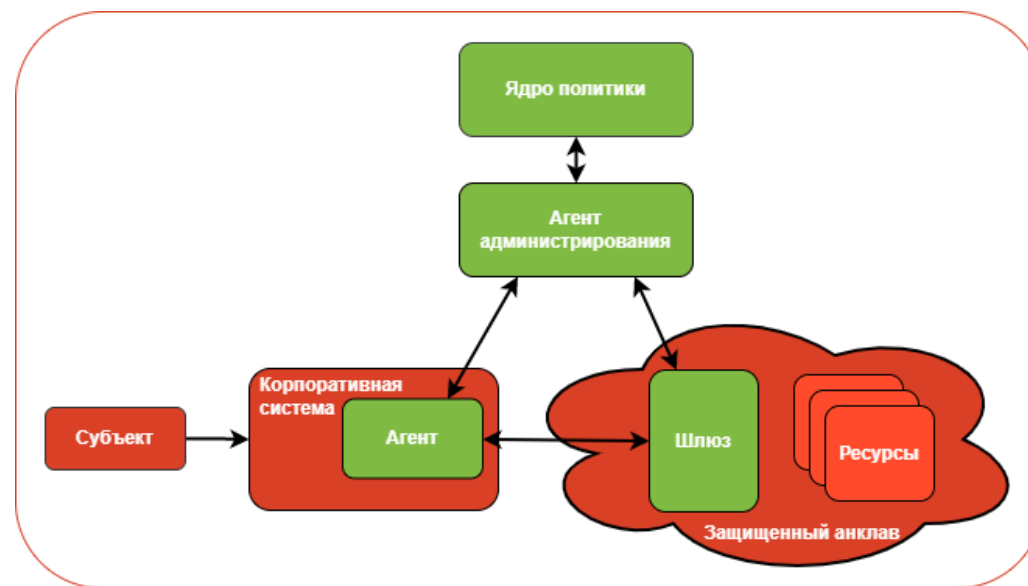 Ядро политики
Агент
администрирования
Корпоративная
система
Агент
Субъект
Шлюз
Ресурсы
Защищенный анклав